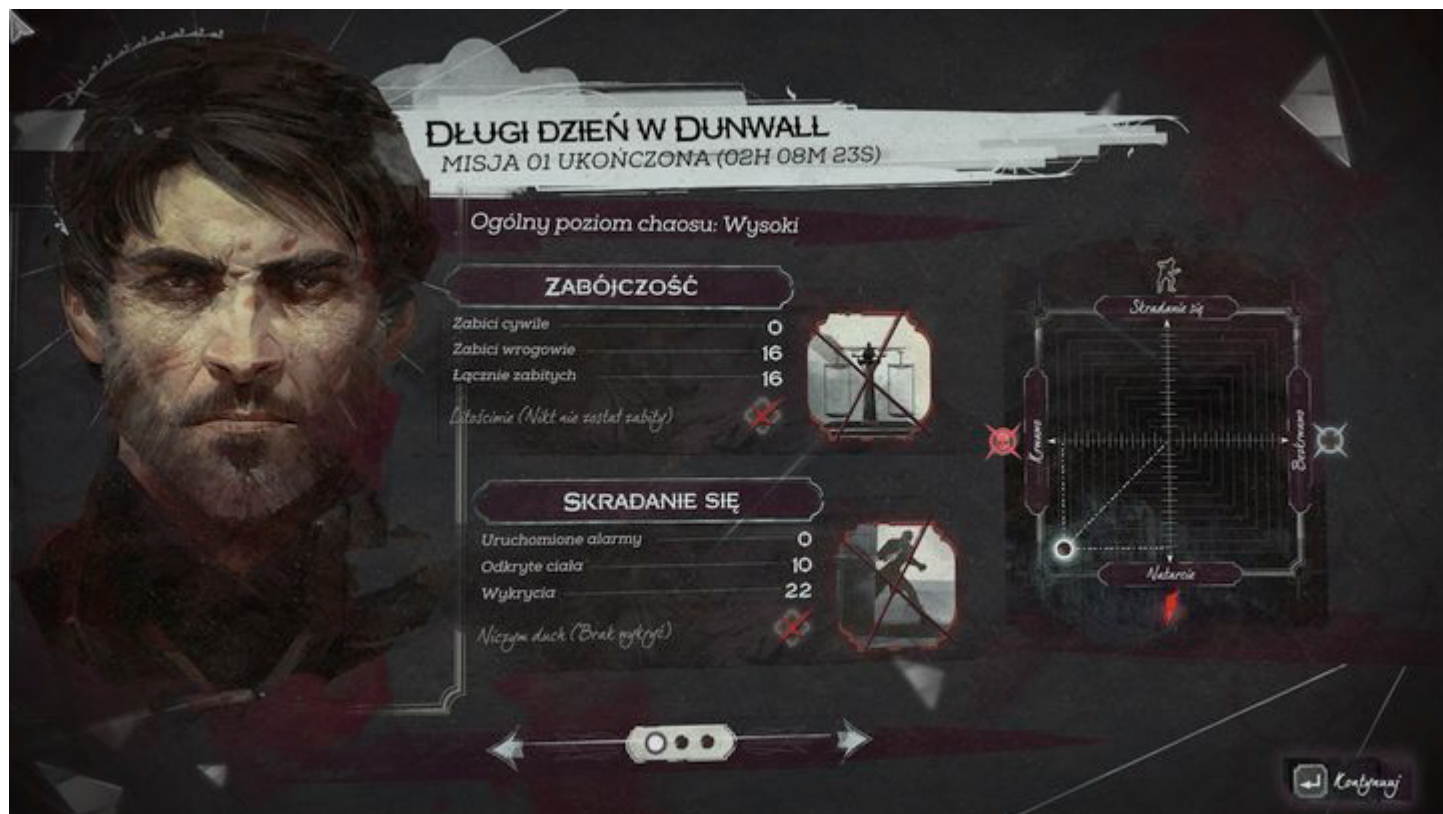 DŁUGI DZIEŃ W DUNWALL
MISJA 01 UKOŃCZONA (02H 08M 23S)
Ogólny poziom chaosu: Wysoki
ZABÓJCZOŚĆ
Zabici cywile 0
Zabici wrogowie 16
Łącznie zabitych 16
Litościwie (Nikt nie został zabity)
SKRADANIE SIĘ
Uruchomione alarmy 0
Odkryte ciała 10
Wykrycia 22
Niczym duch (Brak wykryć)
Skradanie się
Krwawo
Bezkrwawo
Natarcie
Kontynuuj